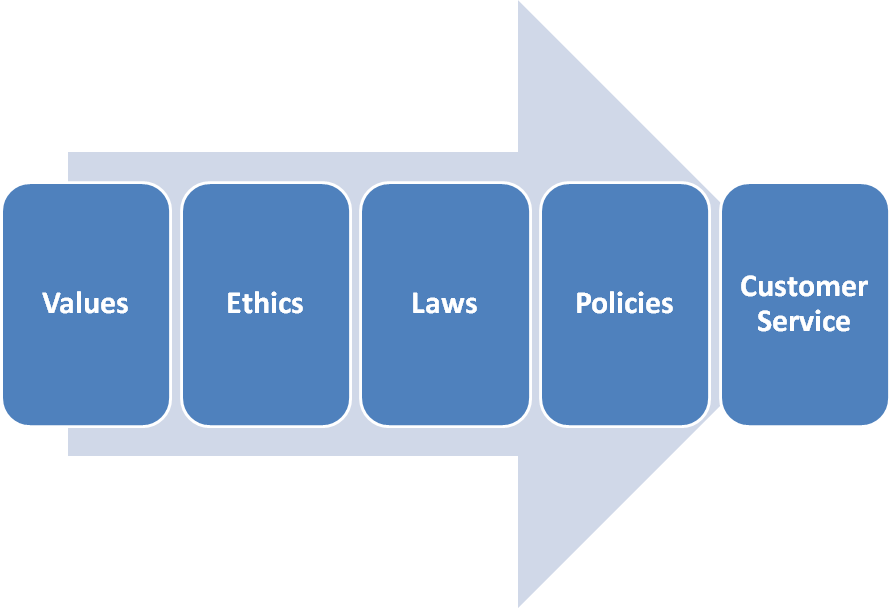 Values
Ethics
Laws
Policies
Customer
Service